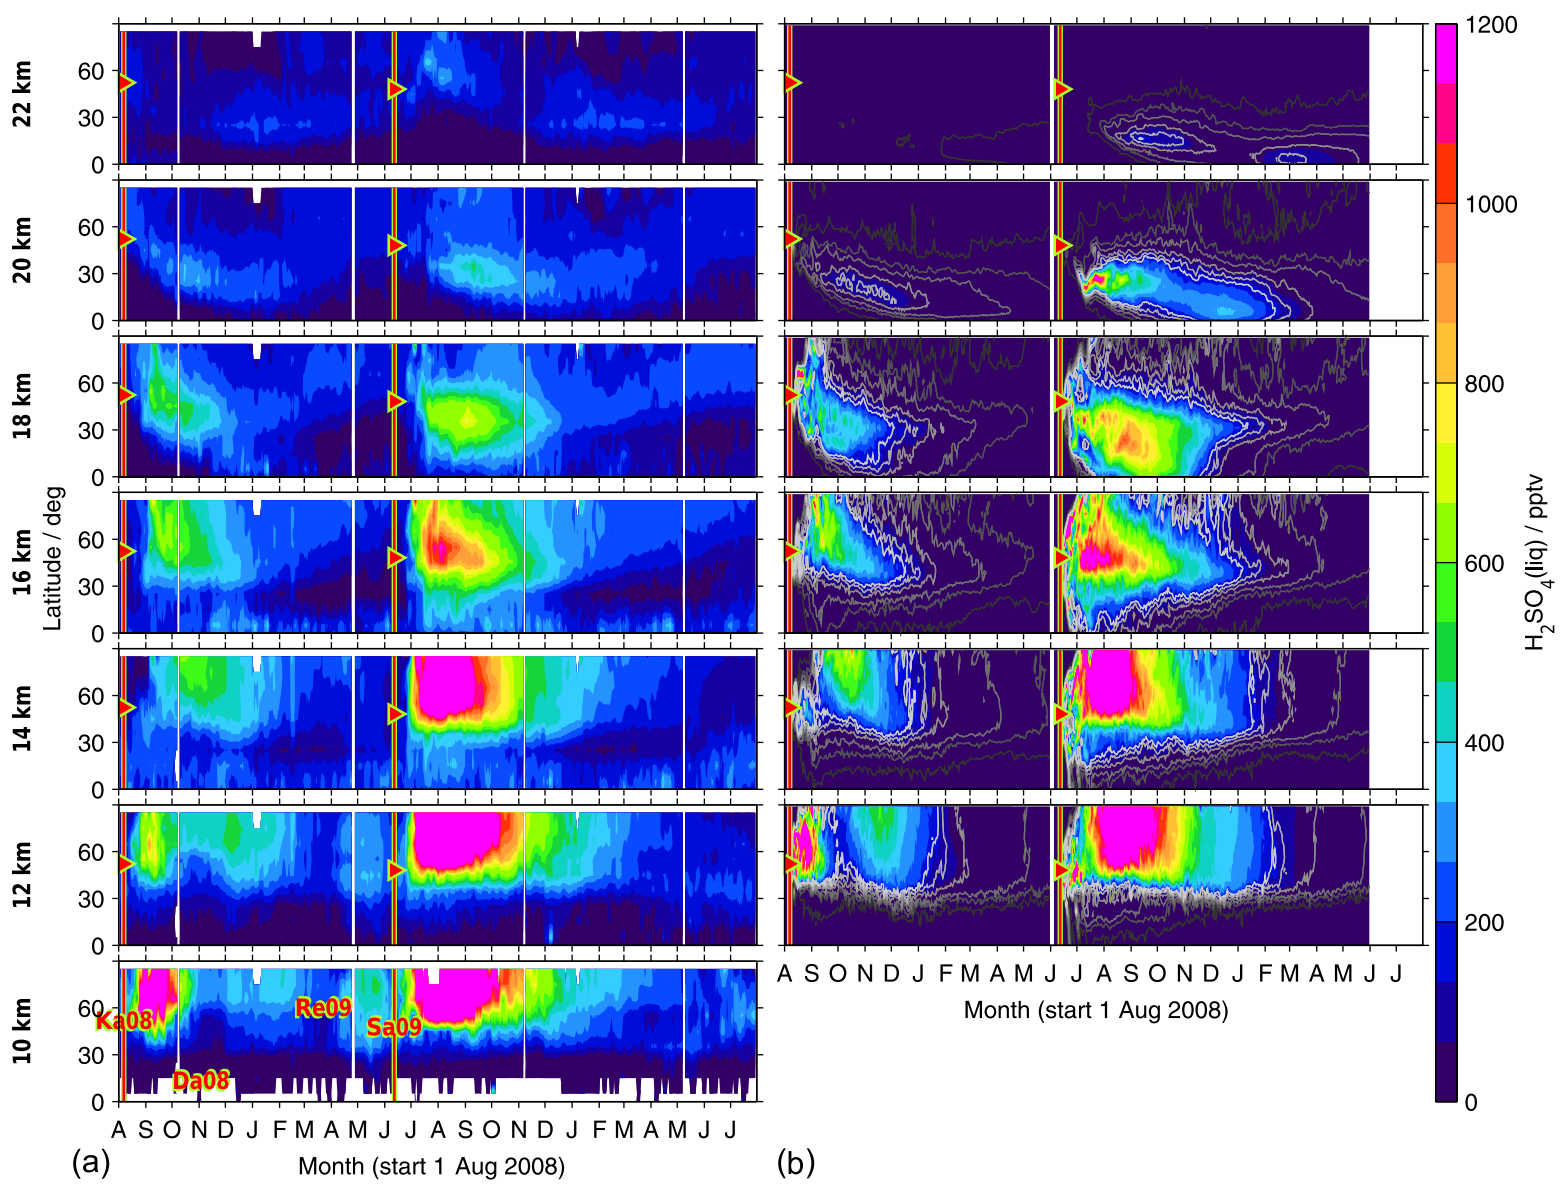 22 km
60
30
0
20 km
60
30
0
18 km
60
30
0
16 km
60
30
0
14 km
60
30
0
12 km
60
30
0
10 km
60
30
0
Latitude / deg
Ka08
Da08
Re09
Sa09
A S O N D J F M A M J J A S O N D J F M A M J J
Month (start 1 Aug 2008)
(a)
A S O N D J F M A M J J A S O N D J F M A M J J
Month (start 1 Aug 2008)
(b)
1200
1000
800
600
400
200
0
H2SO4(liq) / pptv